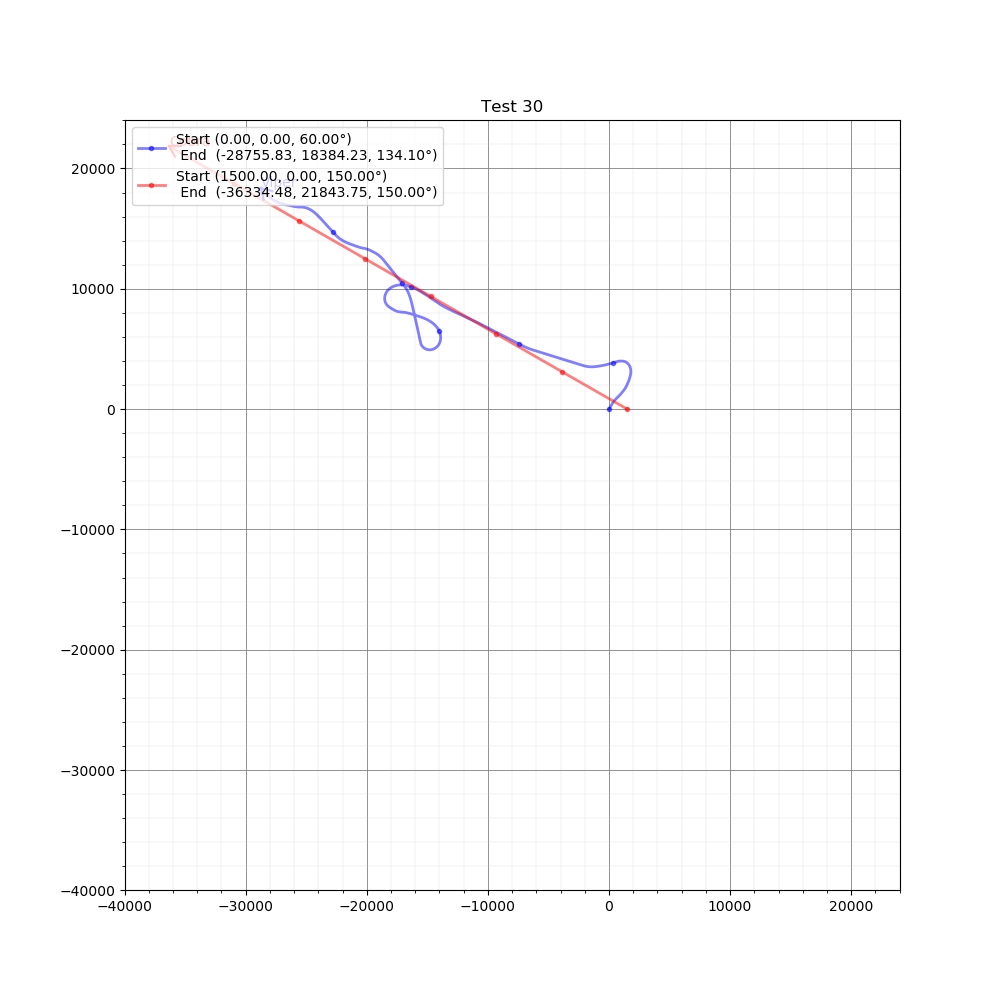 Test 30
Start (0.00, 0.00, 60.00°)
End (-28755.83, 18384.23, 134.10°)
Start (1500.00, 0.00, 150.00°)
End (-36334.48, 21843.75, 150.00°)
20000
10000
0
−10000
−20000
−30000
−40000
−40000 −30000 −20000 −10000 0 10000 20000